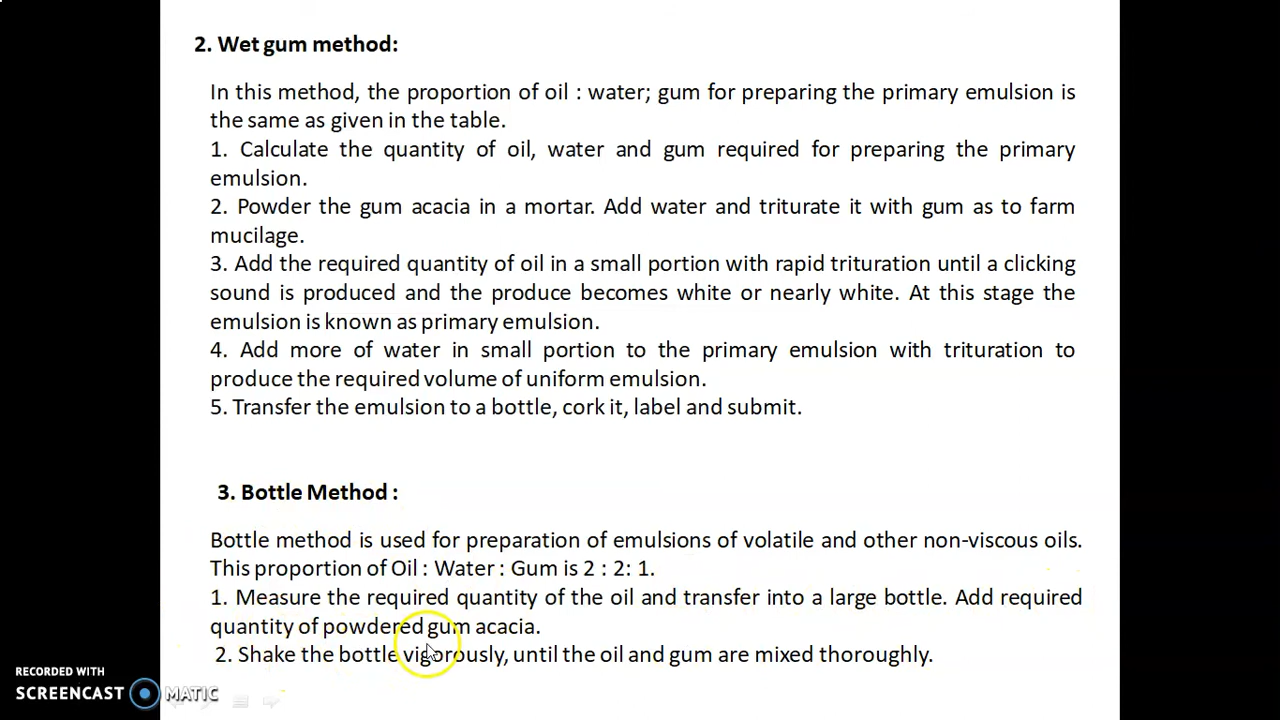 2. Wet gum method:
In this method, the proportion of oil : water; gum for preparing the primary emulsion is
the same as given in the table.
1. Calculate the quantity of oil, water and gum required for preparing the primary
emulsion.
2. Powder the gum acacia in a mortar. Add water and triturate it with gum as to farm
mucilage.
3. Add the required quantity of oil in a small portion with rapid trituration until a clicking
sound is produced and the produce becomes white or nearly white. At this stage the
emulsion is known as primary emulsion.
4. Add more of water in small portion to the primary emulsion with trituration to
produce the required volume of uniform emulsion.
5. Transfer the emulsion to a bottle, cork it, label and submit.
3. Bottle Method :
Bottle method is used for preparation of emulsions of volatile and other non-viscous oils.
This proportion of Oil : Water : Gum is 2 : 2: 1.
1. Measure the required quantity of the oil and transfer into a large bottle. Add required
quantity of powdered gum acacia.
2. Shake the bottle vigorously, until the oil and gum are mixed thoroughly.
RECORDED WITH
SCREENCAST MATIC